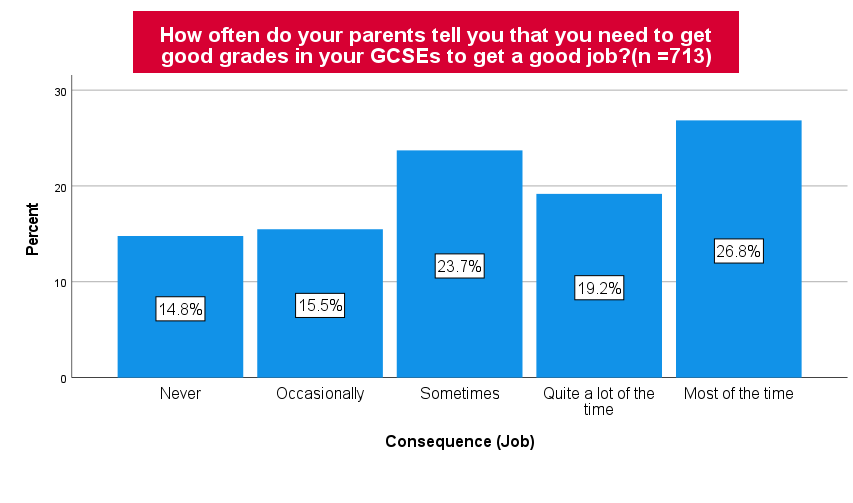 How often do your parents tell you that you need to get
good grades in your GCSEs to get a good job?(n =713)
30
20
10
0
Percent
14.8%
15.5%
23.7%
19.2%
26.8%
Never
Occasionally
Sometimes
Quite a lot of the
time
Most of the time
Consequence (Job)